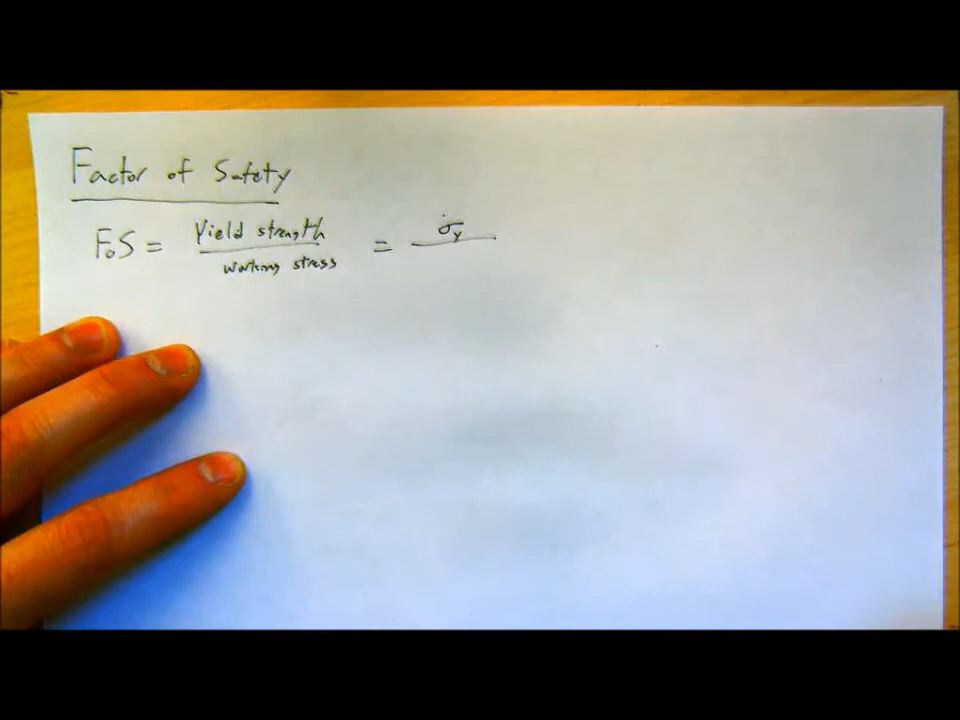 Factor of Safety
FoS = Yield strength / working stress = σy /